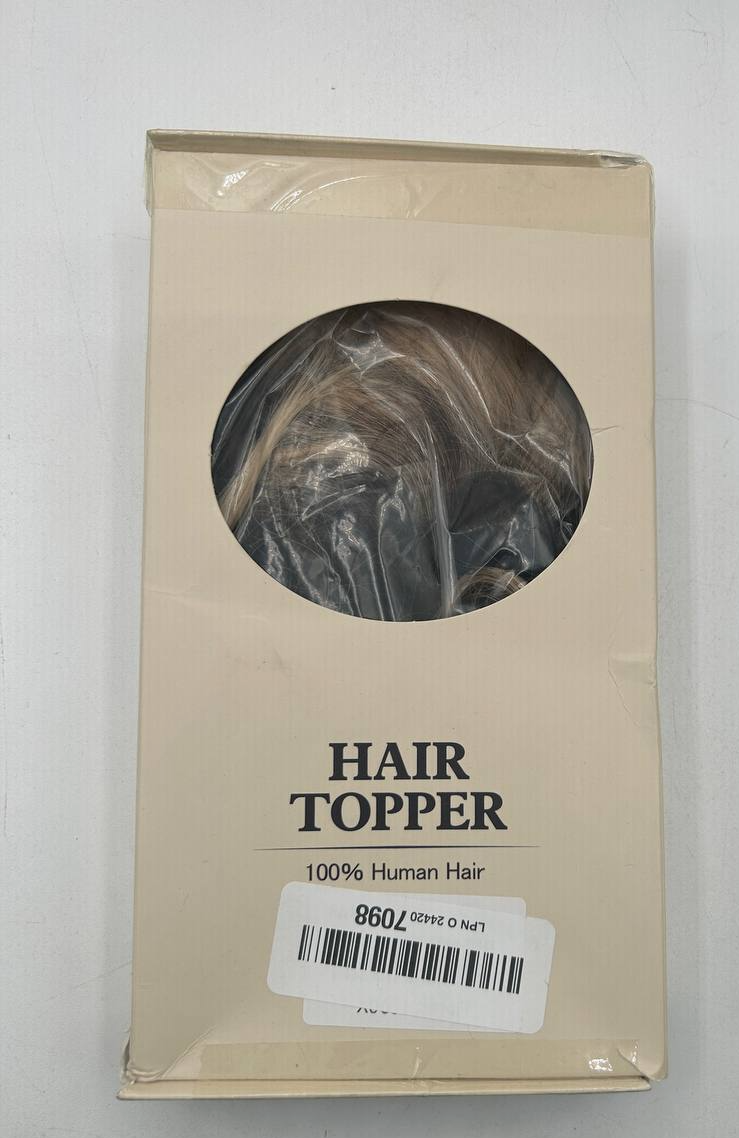 HAIR
TOPPER
100% Human Hair
LPN O 24420 7098